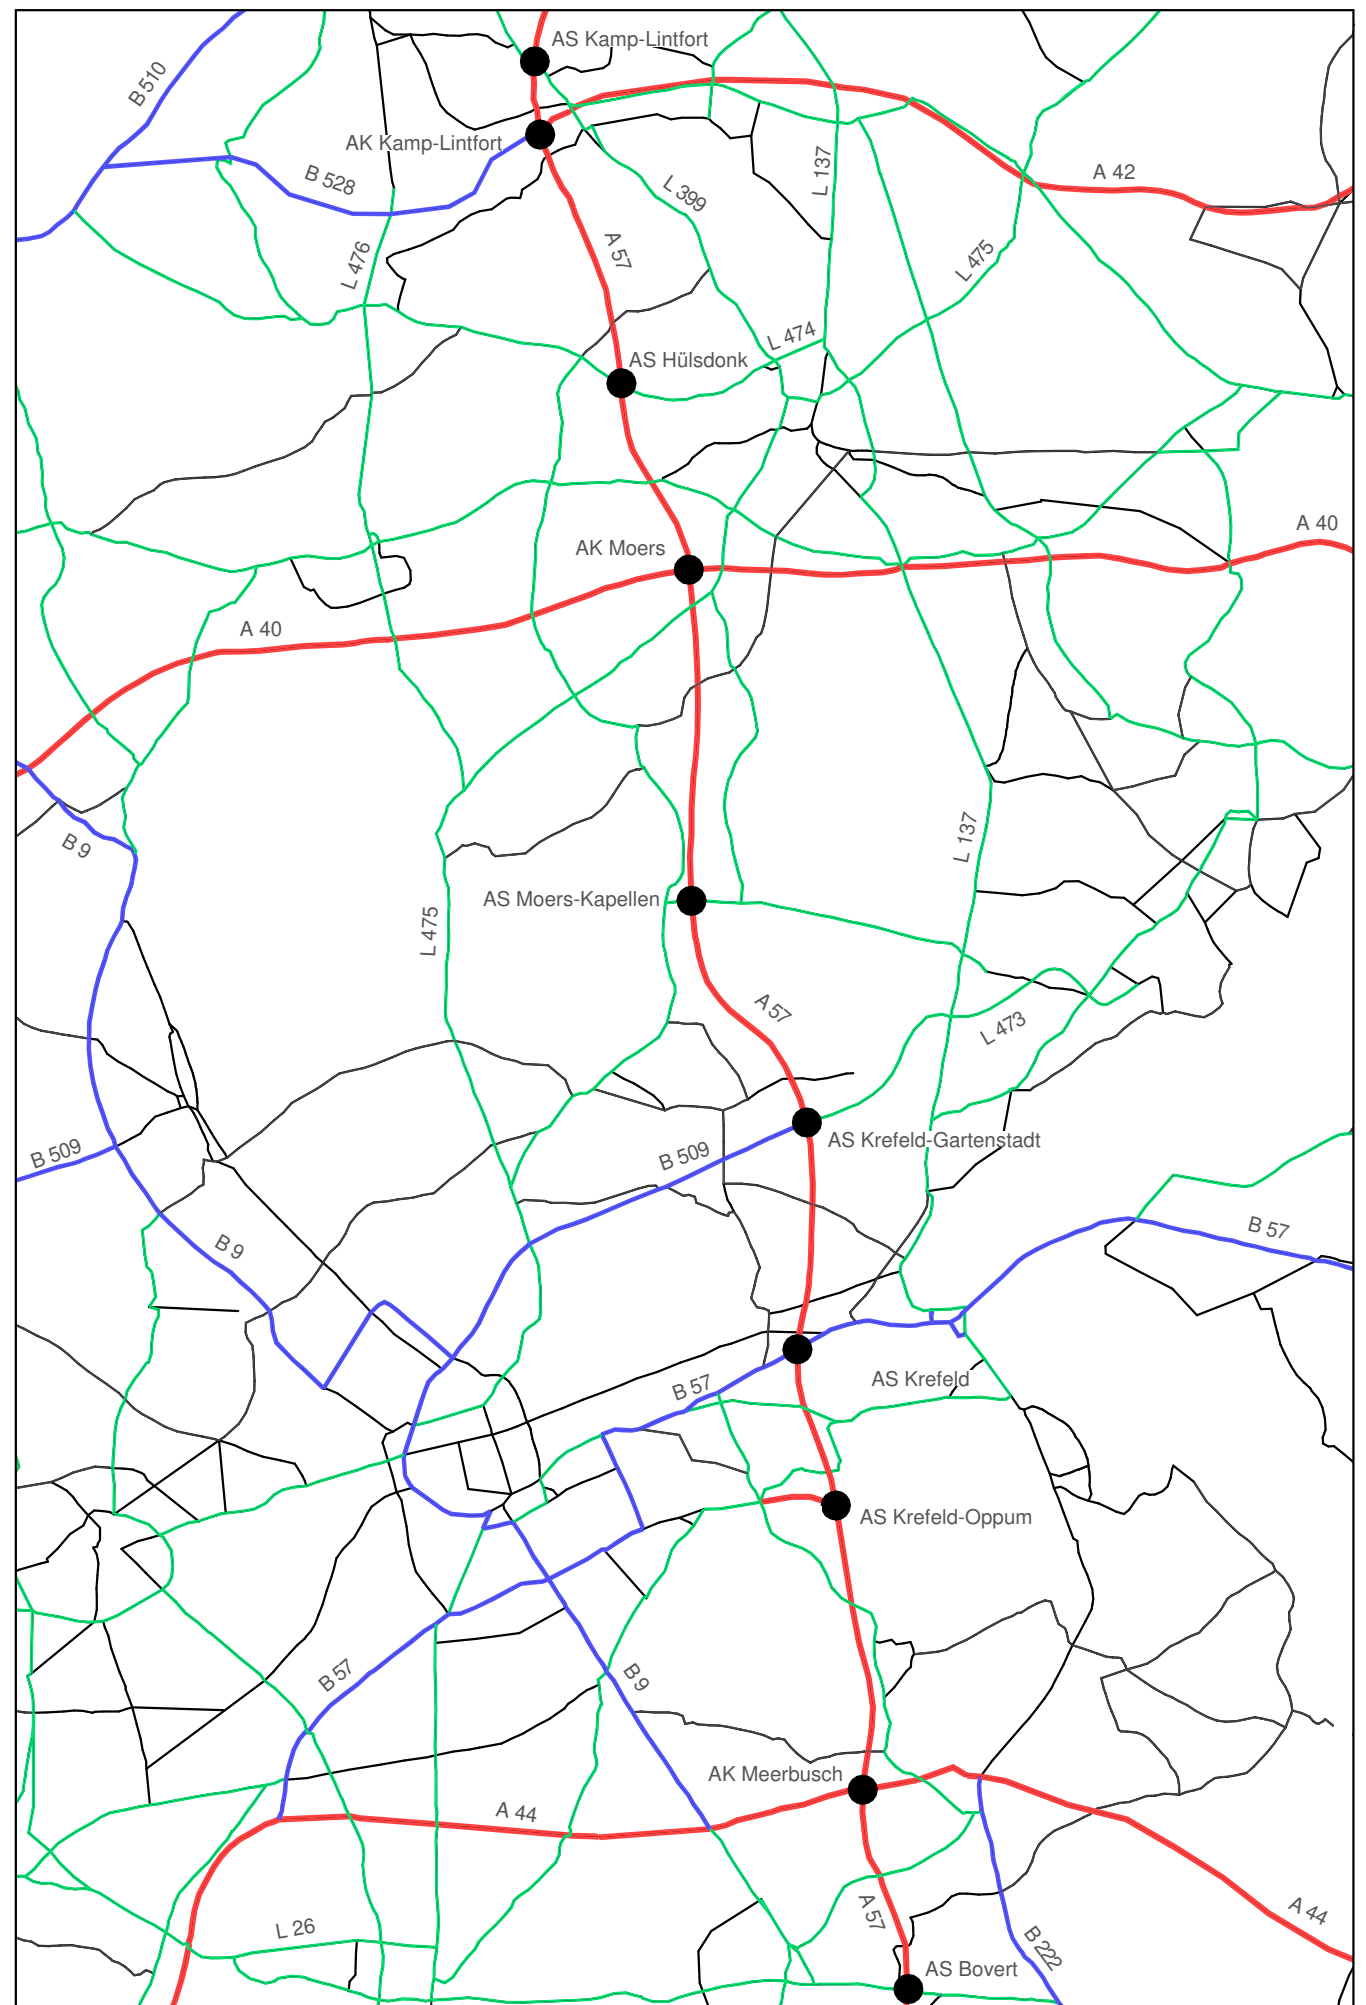 AS Kamp-Lintfort
B 510
AK Kamp-Lintfort
L 137
A 42
B 528
L 399
A 57
L 476
L 475
L 474
AS Hülsdonk
A 40
AK Moers
A 40
B 9
L 137
AS Moers-Kapellen
L 475
A 57
L 473
AS Krefeld-Gartenstadt
B 509
B 509
B 57
B 9
AS Krefeld
B 57
AS Krefeld-Oppum
B 57
B 9
AK Meerbusch
A 44
A 44
A 57
L 26
B 222
AS Bovert